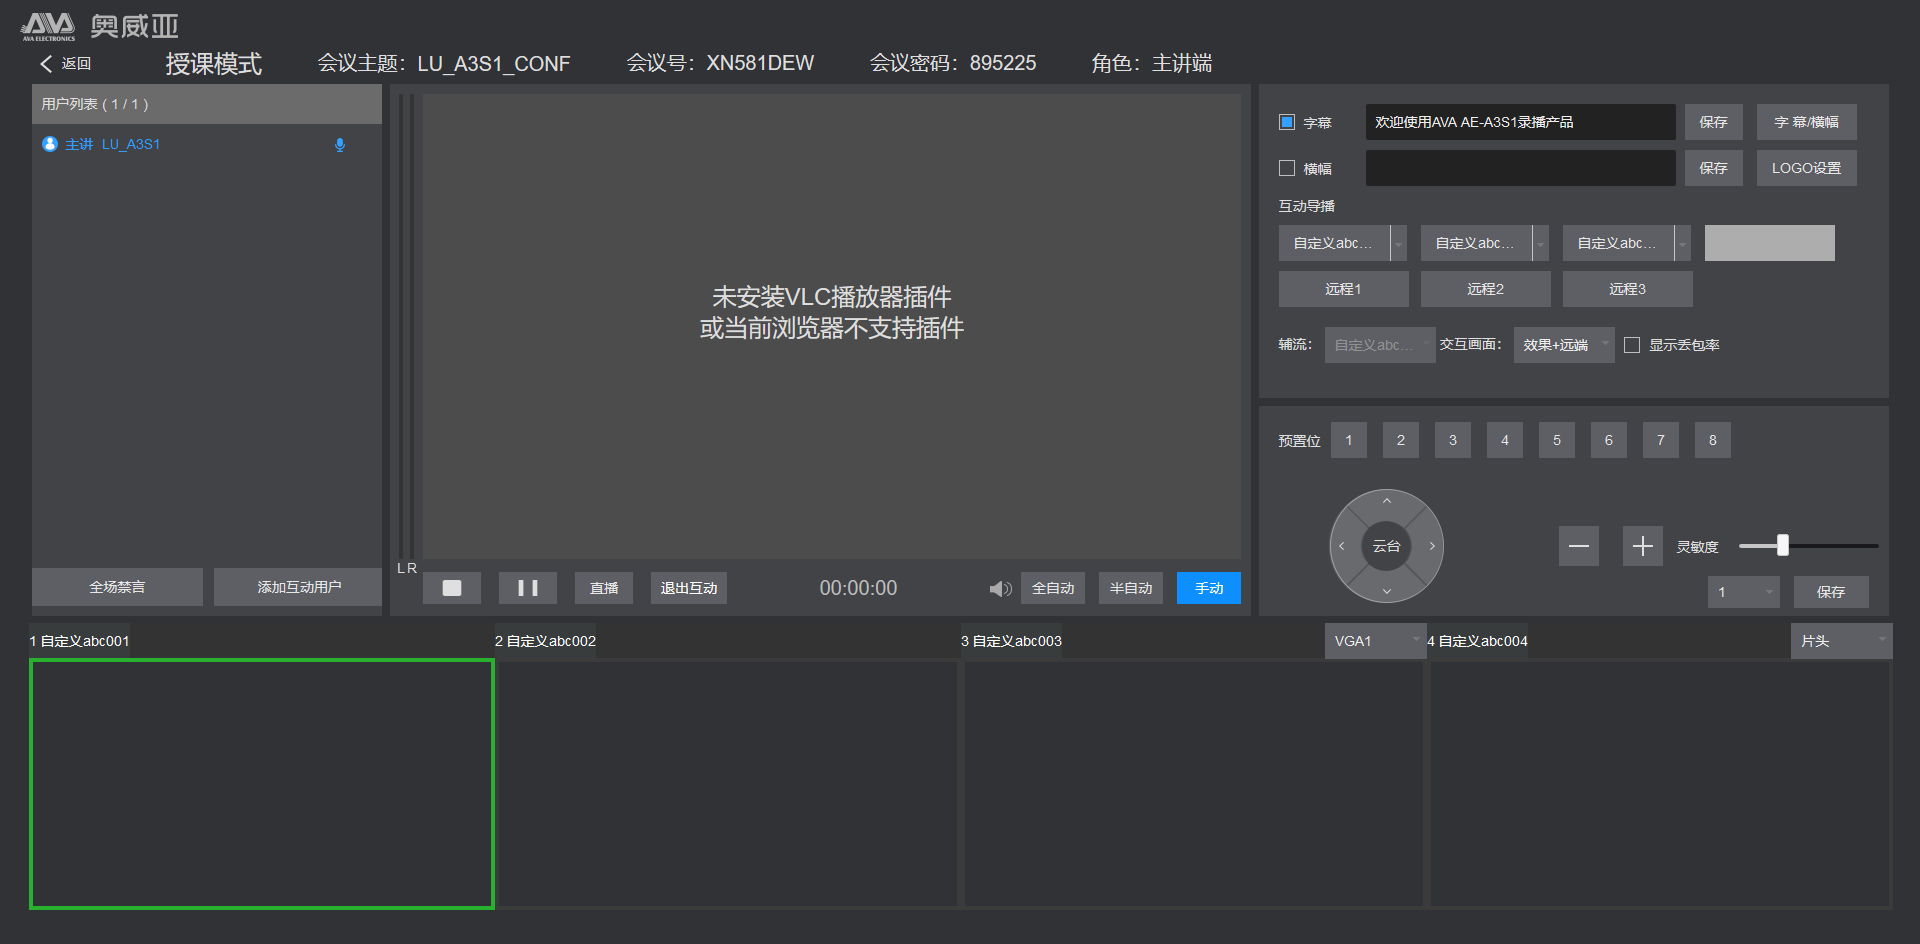 AVA 奥威亚
AVA ELECTRONICS
返回 授课模式 会议主题：LU_A3S1_CONF 会议号：XN581DEW 会议密码：895225 角色：主讲端
用户列表 ( 1 / 1 )
主讲 LU_A3S1
全场禁言 添加互动用户
未安装VLC播放器插件
或当前浏览器不支持插件
L R
直播 退出互动 00:00:00 全自动 半自动 手动
字幕 欢迎使用AVA AE-A3S1录播产品 保存 字 幕/横幅
横幅 保存 LOGO设置
互动导播
自定义abc... 自定义abc... 自定义abc...
远程1 远程2 远程3
辅流： 自定义abc... 交互画面： 效果+远端 显示丢包率
预置位 1 2 3 4 5 6 7 8
云台 灵敏度
1 保存
1 自定义abc001 2 自定义abc002 3 自定义abc003 VGA1 4 自定义abc004 片头